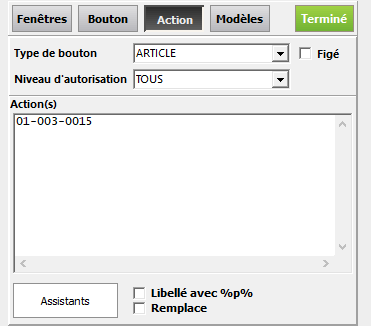 Fenêtres Bouton Action Modèles Terminé
Type de bouton ARTICLE Figé
Niveau d'autorisation TOUS
Action(s)
01-003-0015
Assistants
Libellé avec %p%
Remplace